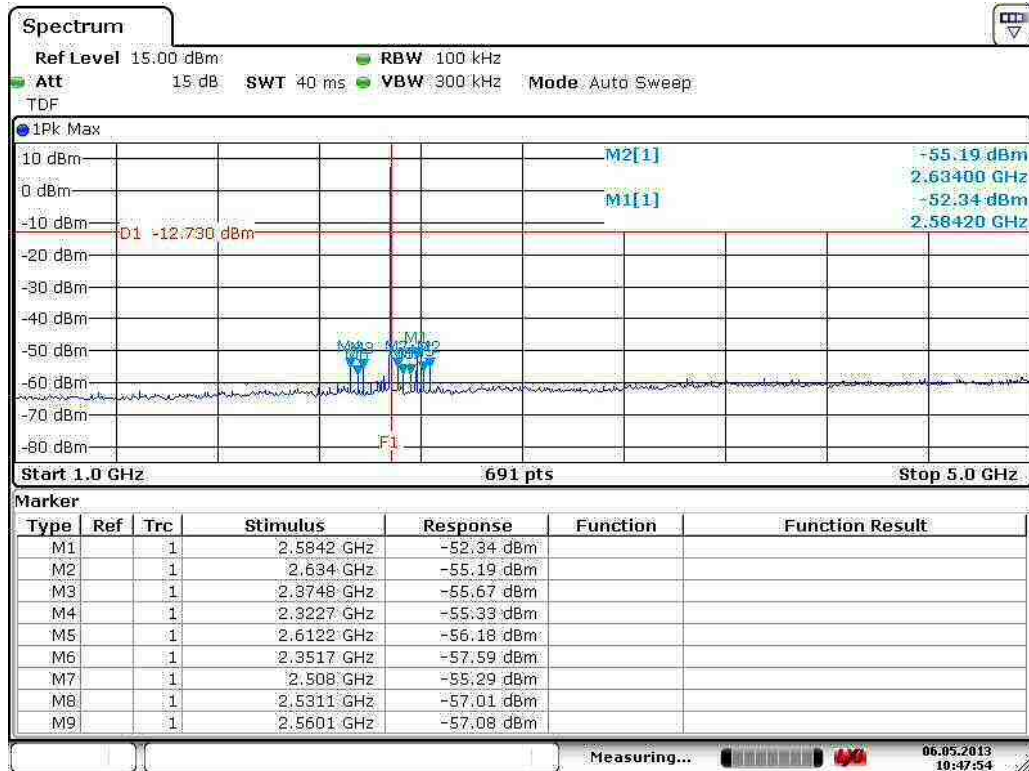 Spectrum
Ref Level 15.00 dBm RBW 100 kHz
Att 15 dB SWT 40 ms VBW 300 kHz Mode Auto Sweep
TDF
1Pk Max
10 dBm
M2[1] -55.19 dBm
2.63400 GHz
0 dBm
M1[1] -52.34 dBm
2.58420 GHz
-10 dBm
D1 -12.730 dBm
-20 dBm
-30 dBm
-40 dBm
-50 dBm
-60 dBm
-70 dBm
-80 dBm
F1
Start 1.0 GHz 691 pts Stop 5.0 GHz
Marker
Type Ref Trc Stimulus Response Function Function Result
M1 1 2.5842 GHz -52.34 dBm
M2 1 2.634 GHz -55.19 dBm
M3 1 2.3748 GHz -55.67 dBm
M4 1 2.3227 GHz -55.33 dBm
M5 1 2.6122 GHz -56.18 dBm
M6 1 2.3517 GHz -57.59 dBm
M7 1 2.508 GHz -55.29 dBm
M8 1 2.5311 GHz -57.01 dBm
M9 1 2.5601 GHz -57.08 dBm
Measuring... 06.05.2013
10:47:54